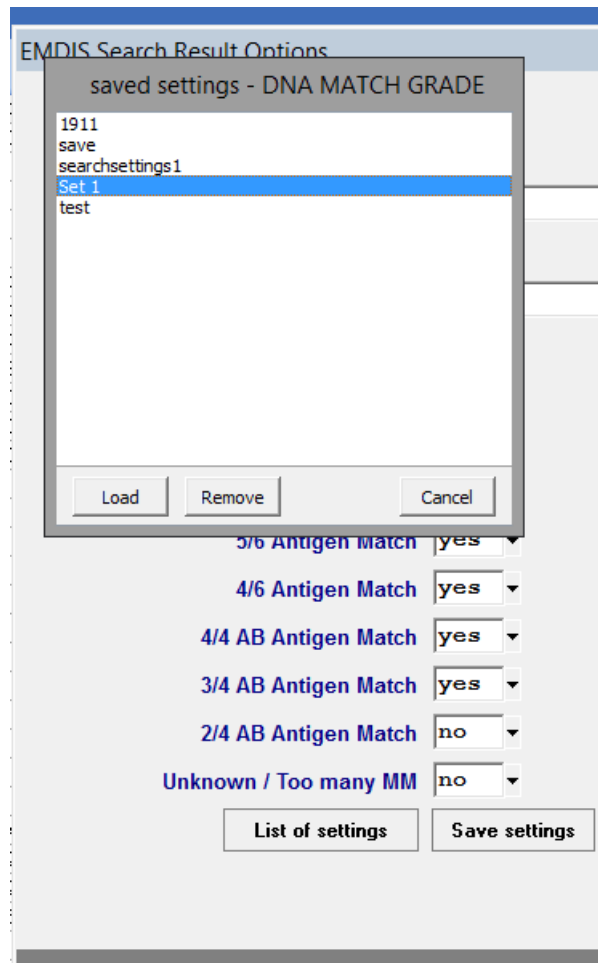 EMDIS Search Result Options
saved settings - DNA MATCH GRADE
1911
save
searchsettings1
Set 1
test
Load Remove Cancel
5/6 Antigen Match yes
4/6 Antigen Match yes
4/4 AB Antigen Match yes
3/4 AB Antigen Match yes
2/4 AB Antigen Match no
Unknown / Too many MM no
List of settings Save settings